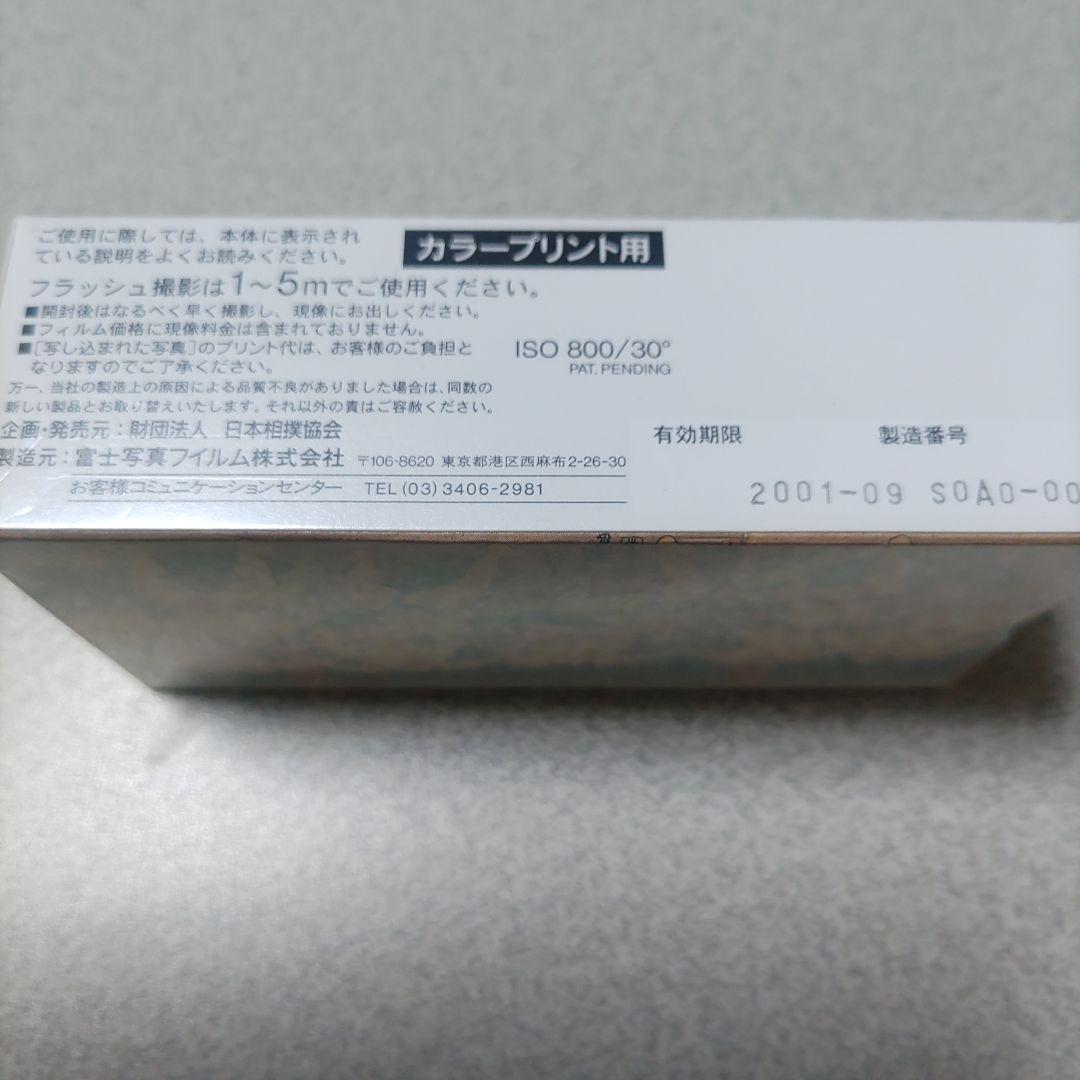 ご使用に際しては、本体に表示され
ている説明をよくお読みください。
カラープリント用
フラッシュ撮影は1〜5mでご使用ください。
■開封後はなるべく早く撮影し、現像にお出しください。
■フィルム価格に現像料金は含まれておりません。
■[写し込まれた写真]のプリント代は、お客様のご負担と
なりますのでご了承ください。
ISO 800/30°
PAT. PENDING
万一、当社の製造上の原因による品質不良がありました場合は、同数の
新しい製品とお取り替えいたします。それ以外の責はご容赦ください。
企画・発売元：財団法人 日本相撲協会
製造元：富士写真フイルム株式会社 〒106-8620 東京都港区西麻布2-26-30
お客様コミュニケーションセンター TEL (03) 3406-2981
有効期限 製造番号
2001-09 S0A0-00